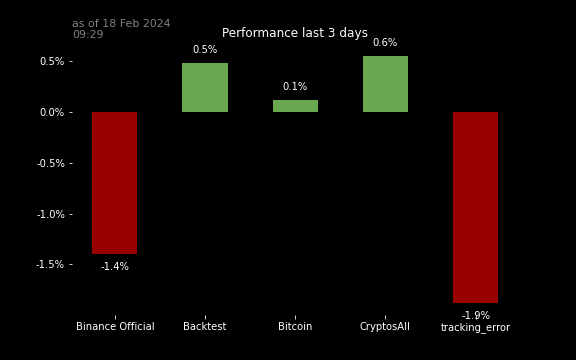 as of 18 Feb 2024
09:29
Performance last 3 days
0.5%
0.0%
-0.5%
-1.0%
-1.5%
-1.4%
0.5%
0.1%
0.6%
-1.9%
Binance Official
Backtest
Bitcoin
CryptosAll
tracking_error